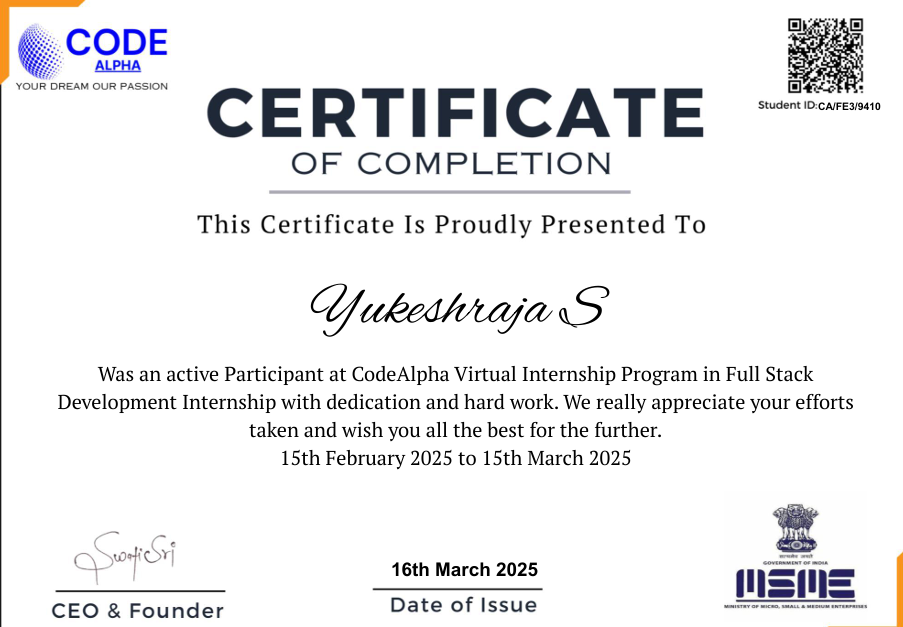 CODE
ALPHA
YOUR DREAM OUR PASSION
Student ID:CA/FE3/9410
CERTIFICATE
OF COMPLETION
This Certificate Is Proudly Presented To
Yukeshraja S
Was an active Participant at CodeAlpha Virtual Internship Program in Full Stack
Development Internship with dedication and hard work. We really appreciate your efforts
taken and wish you all the best for the further.
15th February 2025 to 15th March 2025
SwatiSri
CEO & Founder
16th March 2025
Date of Issue
सत्यमेव जयते
GOVERNMENT OF INDIA
MSME
MINISTRY OF MICRO, SMALL & MEDIUM ENTERPRISES